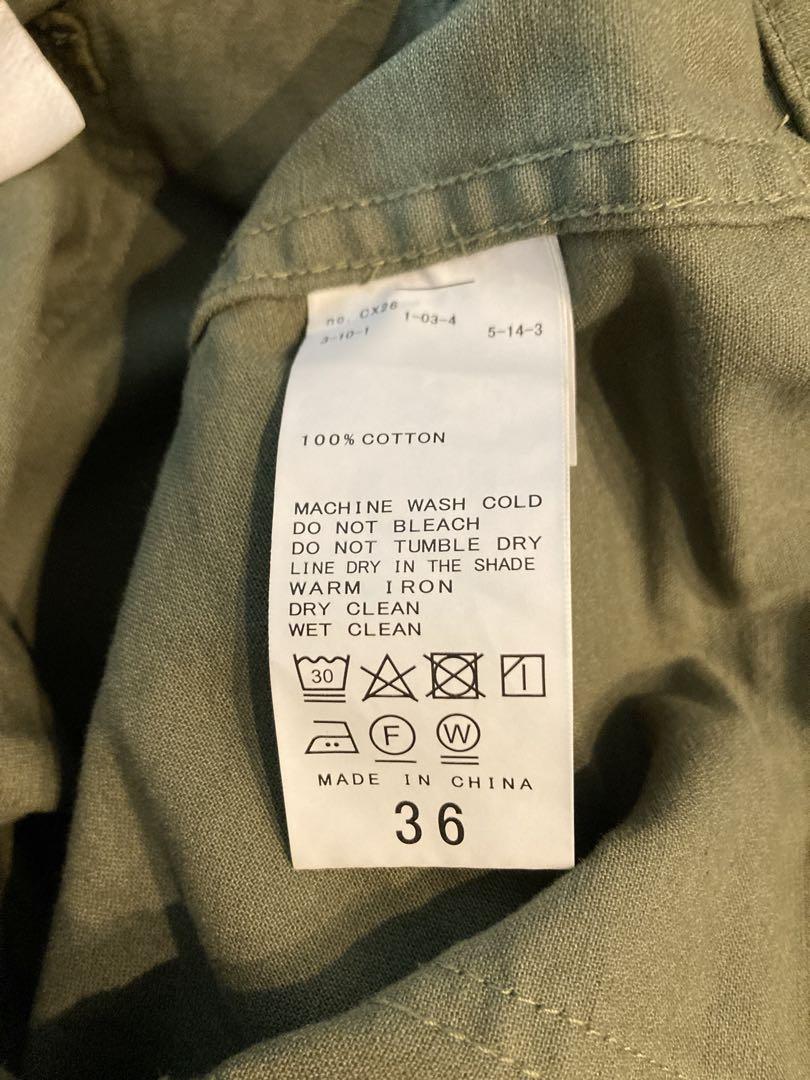 no. CX26 1-03-4
3-10-1 5-14-3
100% COTTON
MACHINE WASH COLD
DO NOT BLEACH
DO NOT TUMBLE DRY
LINE DRY IN THE SHADE
WARM IRON
DRY CLEAN
WET CLEAN
30
F W
MADE IN CHINA
36